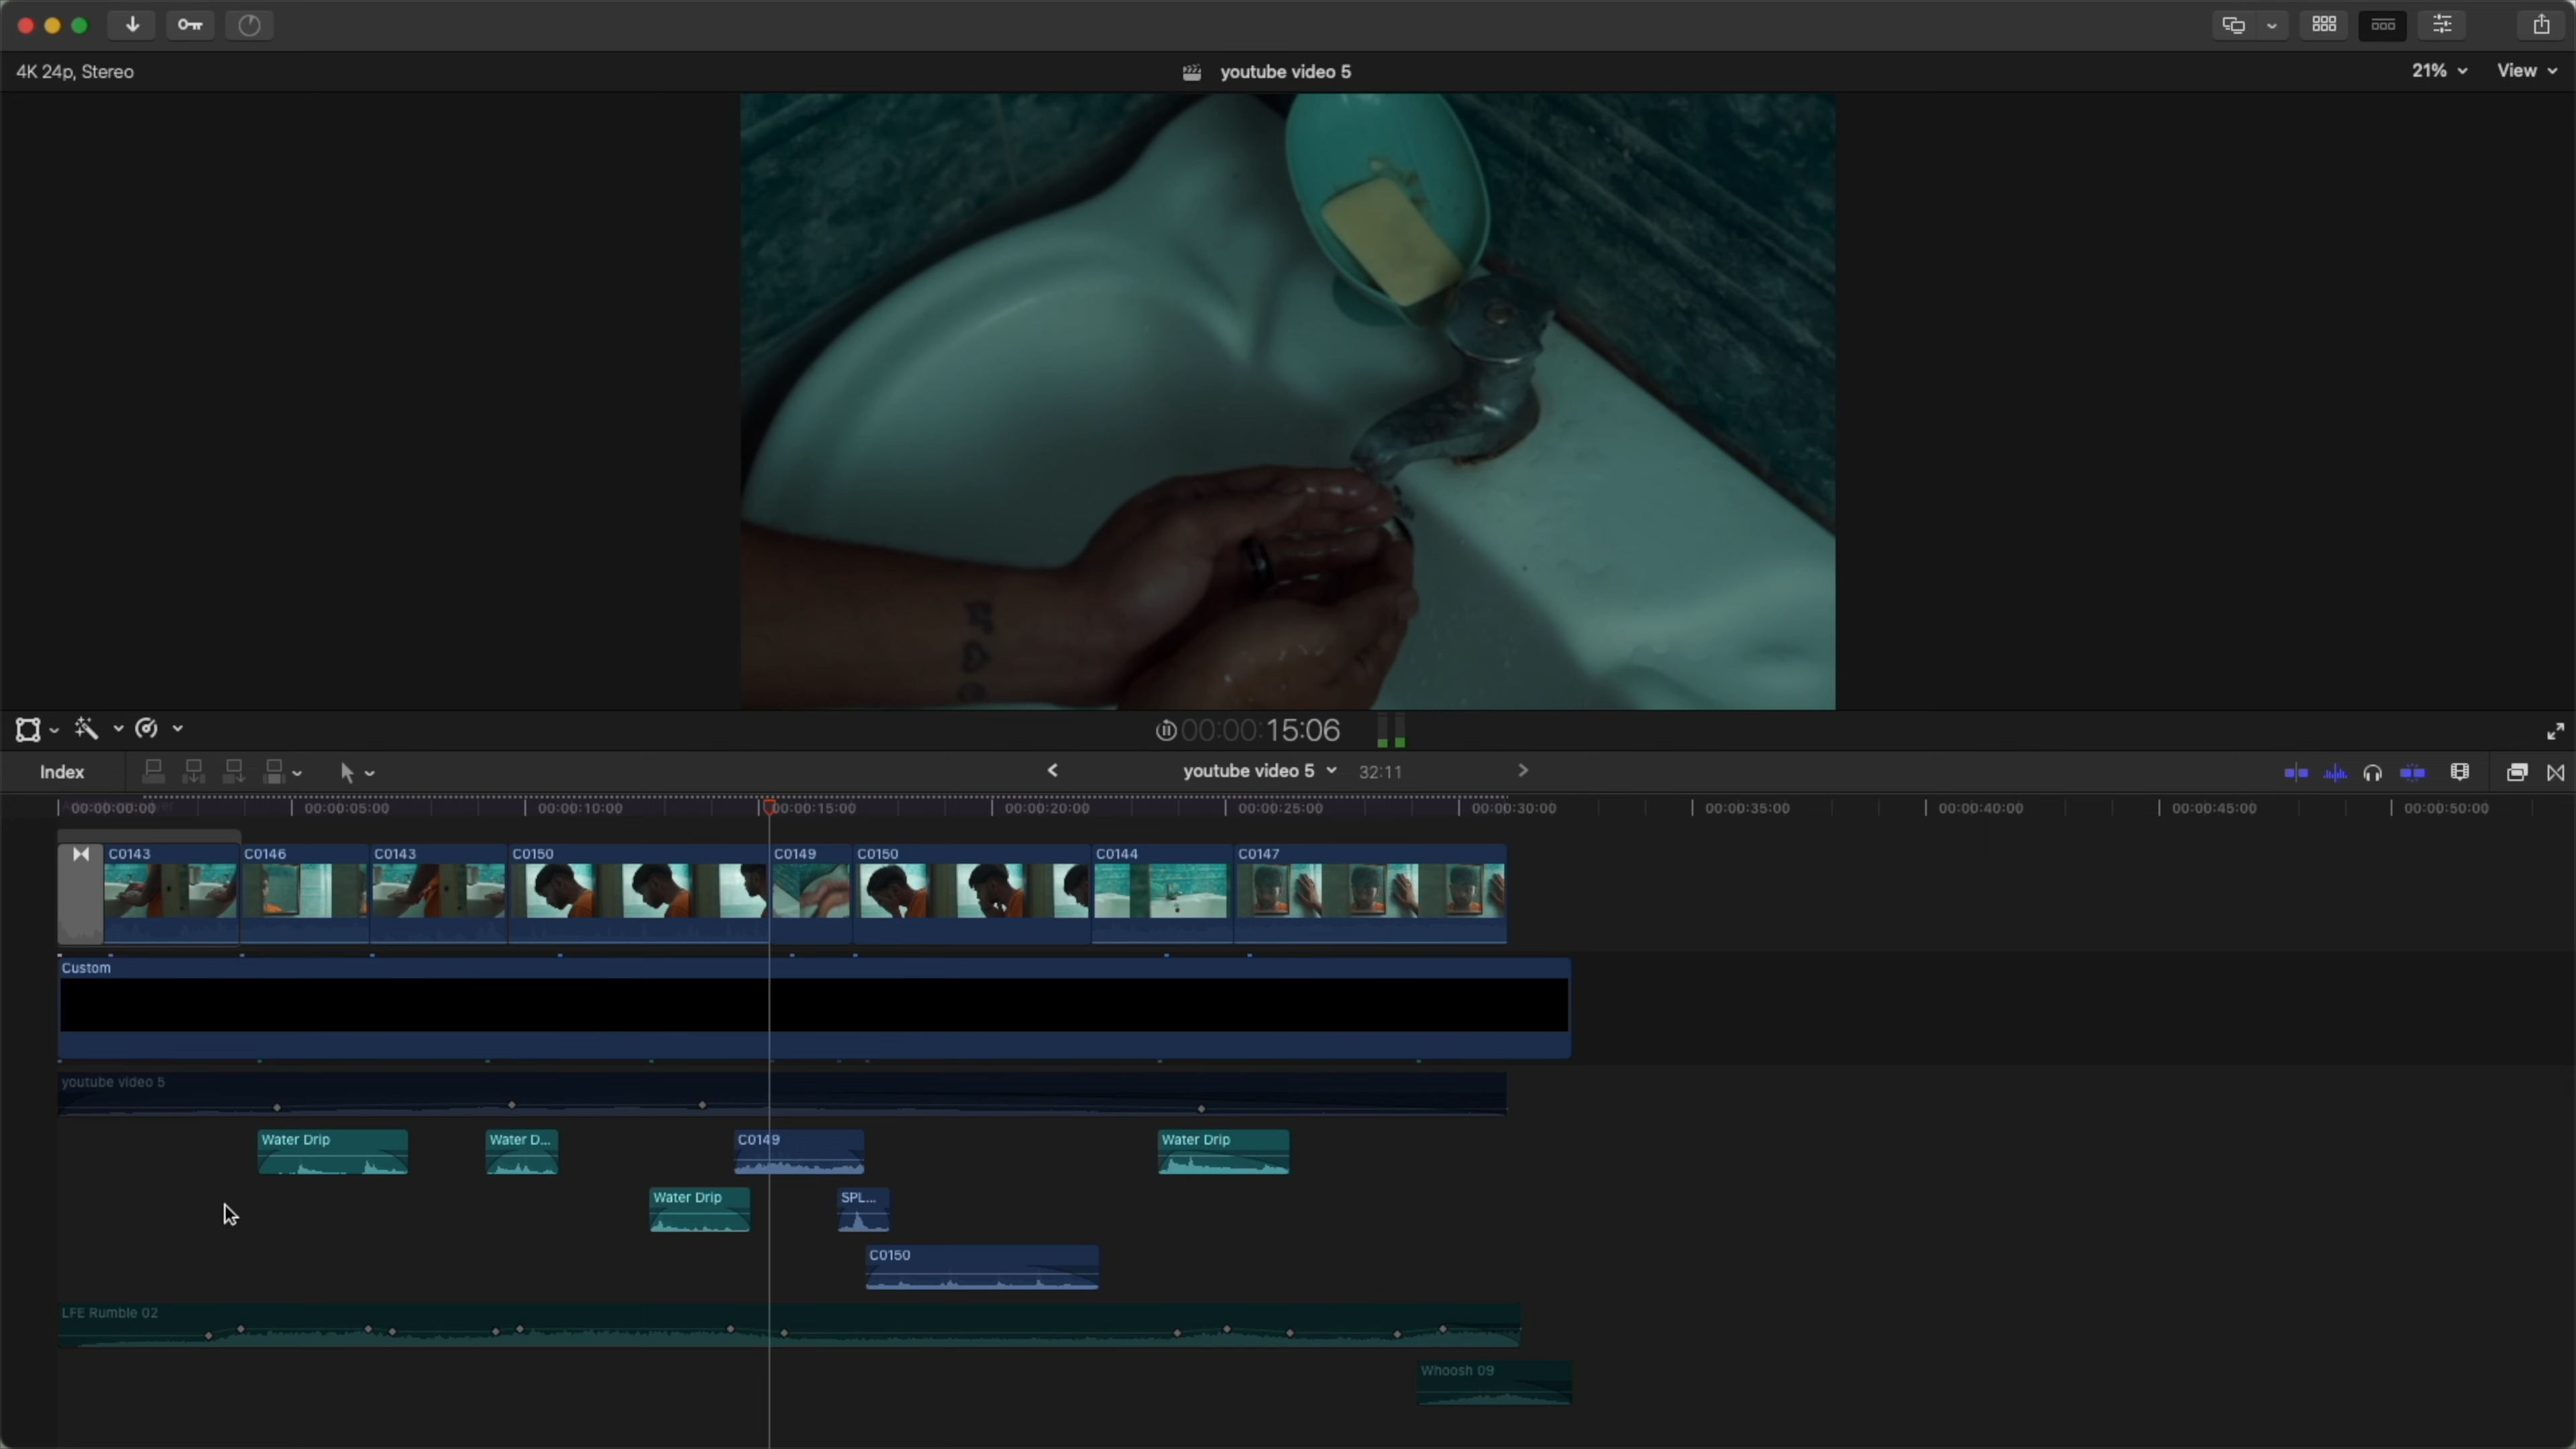 4K 24p, Stereo
youtube video 5
21%
View
00:00:15:06
Index
youtube video 5
32:11
00:00:00:00
00:00:05:00
00:00:10:00
00:00:15:00
00:00:20:00
00:00:25:00
00:00:30:00
00:00:35:00
00:00:40:00
00:00:45:00
00:00:50:00
C0143
C0146
C0143
C0150
C0149
C0150
C0144
C0147
Custom
youtube video 5
Water Drip
Water D...
C0149
Water Drip
Water Drip
SPL...
C0150
LFE Rumble 02
Whoosh 09